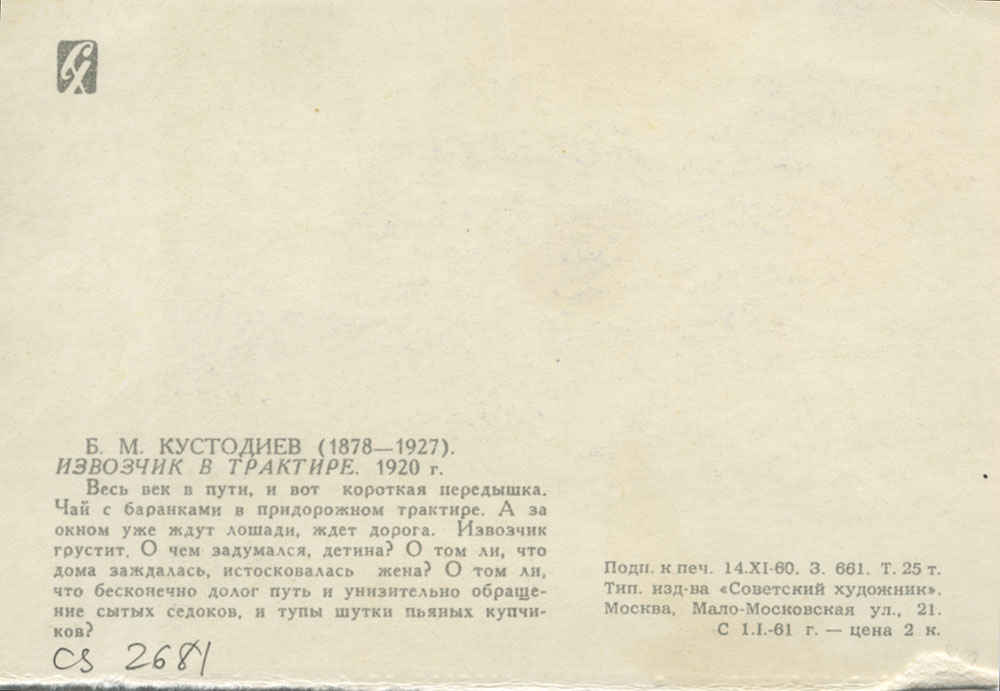 СХ
Б. М. КУСТОДИЕВ (1878—1927).
ИЗВОЗЧИК В ТРАКТИРЕ. 1920 г.
Весь век в пути, и вот короткая передышка.
Чай с баранками в придорожном трактире. А за
окном уже ждут лошади, ждет дорога. Извозчик
грустит. О чем задумался, детина? О том ли, что
дома заждалась, истосковалась жена? О том ли,
что бесконечно долог путь и унизительно обраще-
ние сытых седоков, и тупы шутки пьяных купчи-
ков?
cs 2681
Подп. к печ. 14.XI-60. З. 661. Т. 25 т.
Тип. изд-ва «Советский художник».
Москва, Мало-Московская ул., 21.
С 1.I.-61 г. — цена 2 к.